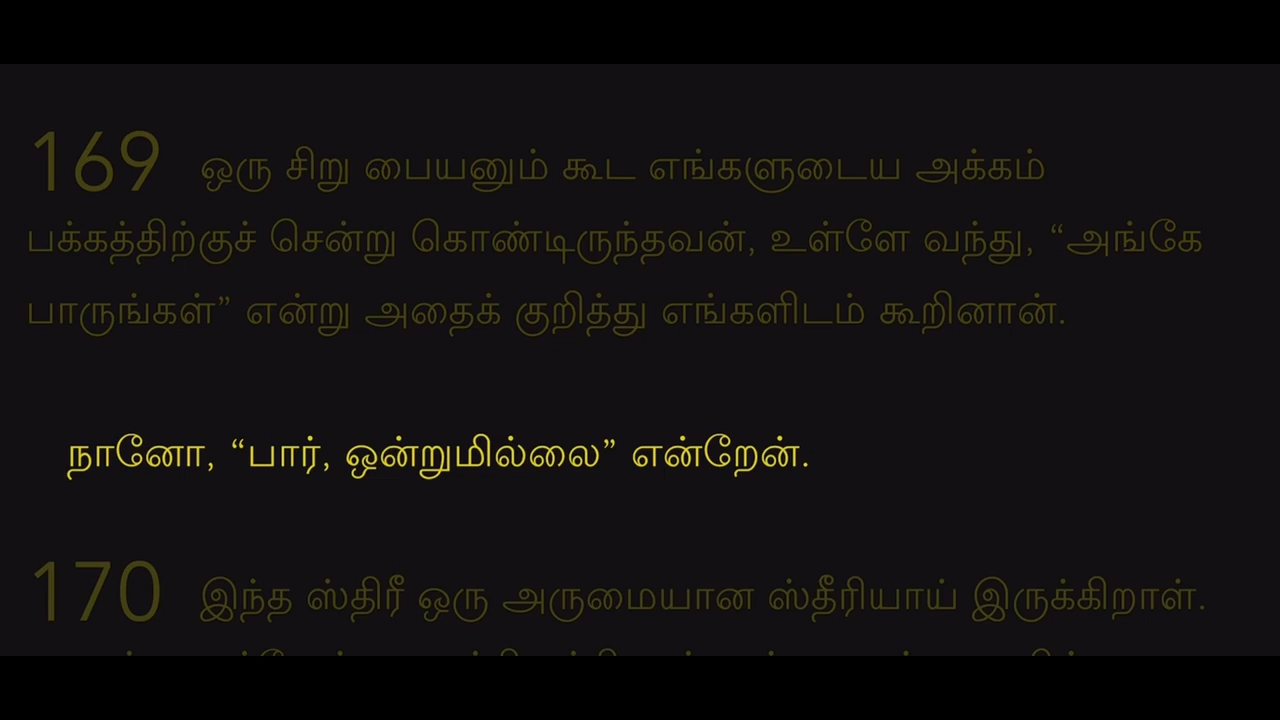 169 ஒரு சிறு பையனும் கூட எங்களுடைய அக்கம்
பக்கத்திற்குச் சென்று கொண்டிருந்தவன், உள்ளே வந்து, “அங்கே
பாருங்கள்” என்று அதைக் குறித்து எங்களிடம் கூறினான்.
நானோ, “பார், ஒன்றுமில்லை” என்றேன்.
170 இந்த ஸ்திரீ ஒரு அருமையான ஸ்தீரியாய் இருக்கிறாள்.